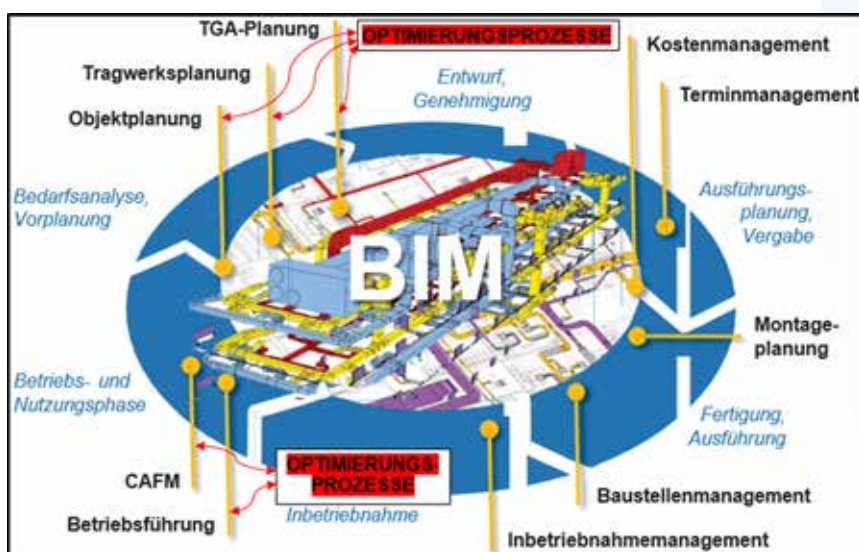 TGA-Planung
OPTIMIERUNGSPROZESSE
Kostenmanagement
Tragwerksplanung
Entwurf,
Genehmigung
Terminmanagement
Objektplanung
Bedarfsanalyse,
Vorplanung
Ausführungs-
planung,
Vergabe
BIM
Montage-
planung
Betriebs- und
Nutzungsphase
Fertigung,
Ausführung
OPTIMIERUNGS-
PROZESSE
CAFM
Baustellenmanagement
Betriebsführung
Inbetriebnahme
Inbetriebnahmemanagement